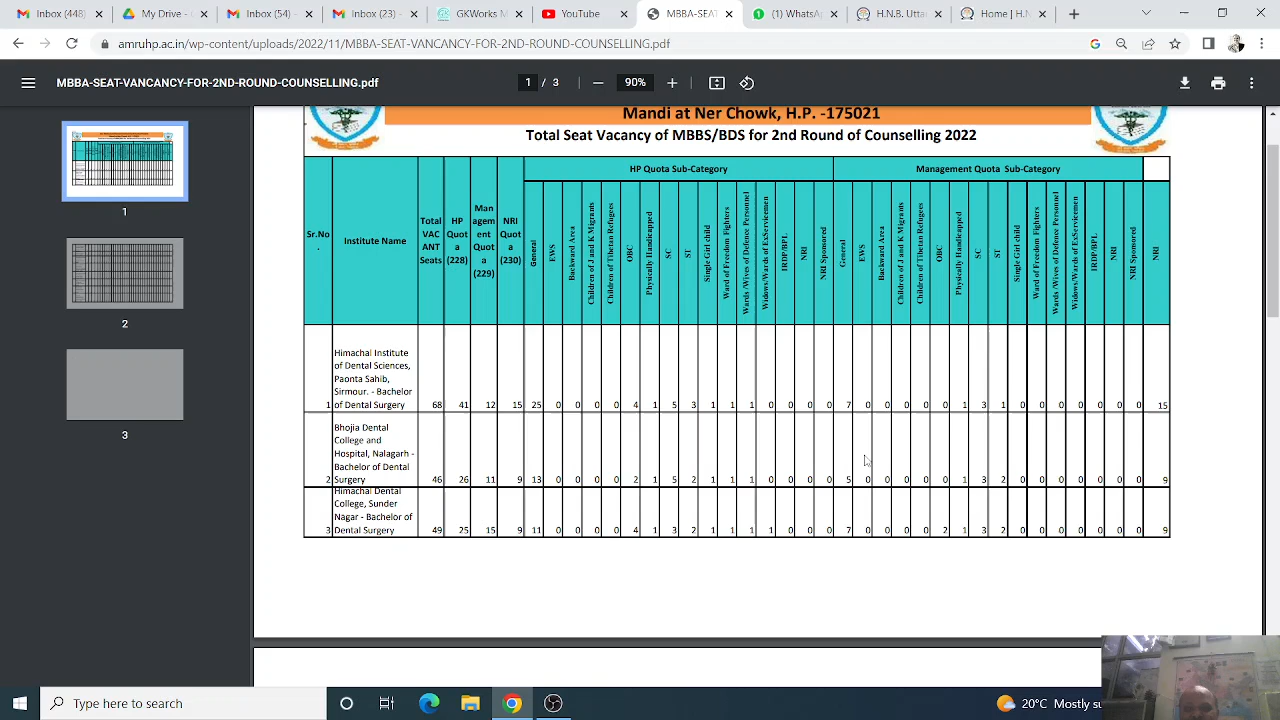 Inbox (448)
My Drive - G
Inbox (54) -
Inbox (23) -
GKWorks M
YouTube
MBBA-SEAT-
(1) WhatsA
H.N.B. Utta
Home | H.N
amruhp.ac.in/wp-content/uploads/2022/11/MBBA-SEAT-VANCANCY-FOR-2ND-ROUND-COUNSELLING.pdf
MBBA-SEAT-VANCANCY-FOR-2ND-ROUND-COUNSELLING.pdf
1 / 3
90%
1
2
3
Mandi at Ner Chowk, H.P. -175021
Total Seat Vacancy of MBBS/BDS for 2nd Round of Counselling 2022
HP Quota Sub-Category Management Quota Sub-Category
Sr.No
.
Institute Name
Total
VAC
ANT
Seats
HP
Quot
a
(228)
Man
agem
ent
Quot
a
(229)
NRI
Quot
a
(230)
General
EWS
Backward Area
Children of J and K Migrants
Children of Tibetan Refugees
OBC
Physically Handicapped
SC
ST
Single Girl child
Ward of Freedom Fighters
Wards /Wives of Defence Personnel
Widows/Wards of ExServicemen
IRDP/BPL
NRI
NRI Sponored
General
EWS
Backward Area
Children of J and K Migrants
Children of Tibetan Refugees
OBC
Physically Handicapped
SC
ST
Single Girl child
Ward of Freedom Fighters
Wards /Wives of Defence Personnel
Widows/Wards of ExServicemen
IRDP/BPL
NRI
NRI Sponored
NRI
Himachal Institute
of Dental Sciences,
Paonta Sahib,
Sirmour. - Bachelor
1 of Dental Surgery 68 41 12 15 25 0 0 0 0 4 1 5 3 1 1 1 0 0 0 0 7 0 0 0 0 0 1 3 1 0 0 0 0 0 0 0 15
Bhojia Dental
College and
Hospital, Nalagarh -
Bachelor of Dental
2 Surgery 46 26 11 9 13 0 0 0 0 2 1 5 2 1 1 1 0 0 0 0 5 0 0 0 0 0 1 3 2 0 0 0 0 0 0 0 9
Himachal Dental
College, Sunder
Nagar - Bachelor of
3 Dental Surgery 49 25 15 9 11 0 0 0 0 4 1 3 2 1 1 1 1 0 0 0 7 0 0 0 0 2 1 3 2 0 0 0 0 0 0 0 9
Type here to search
20°C Mostly su